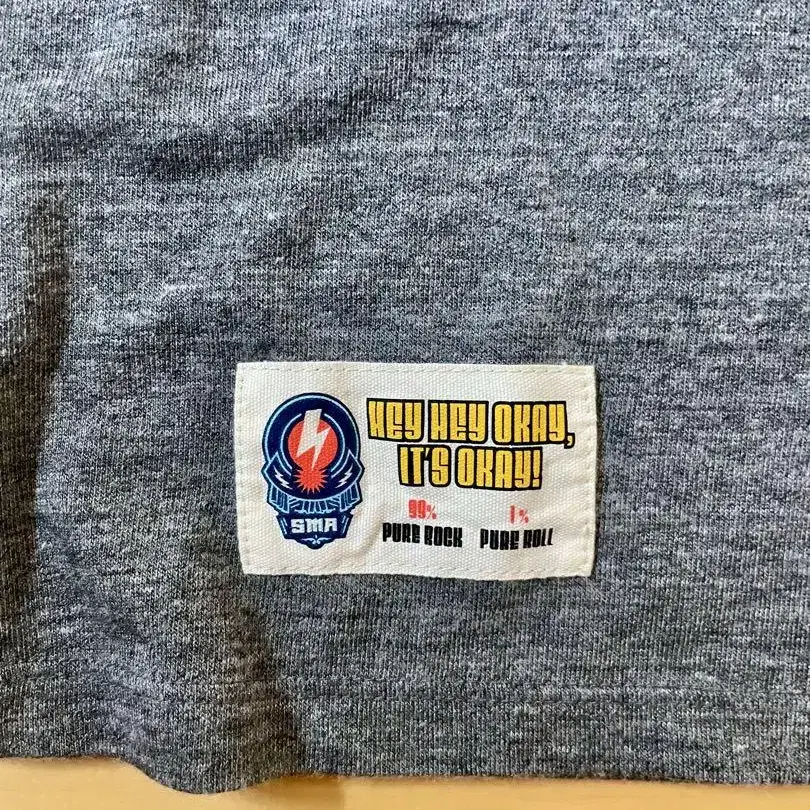 HEY HEY OKAY,
IT'S OKAY!
99% 1%
PURE ROCK PURE ROLL
SMA